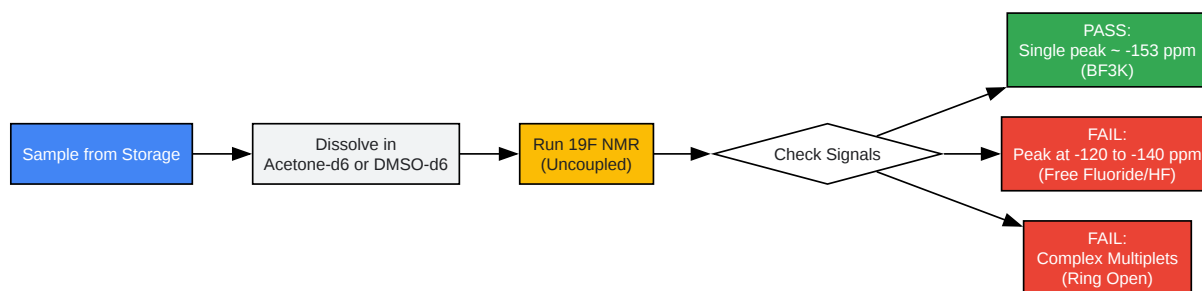 Sample from Storage
Dissolve in
Acetone-d6 or DMSO-d6
Run 19F NMR
(Uncoupled)
Check Signals
PASS:
Single peak ~ -153 ppm
(BF3K)
FAIL:
Peak at -120 to -140 ppm
(Free Fluoride/HF)
FAIL:
Complex Multiplets
(Ring Open)